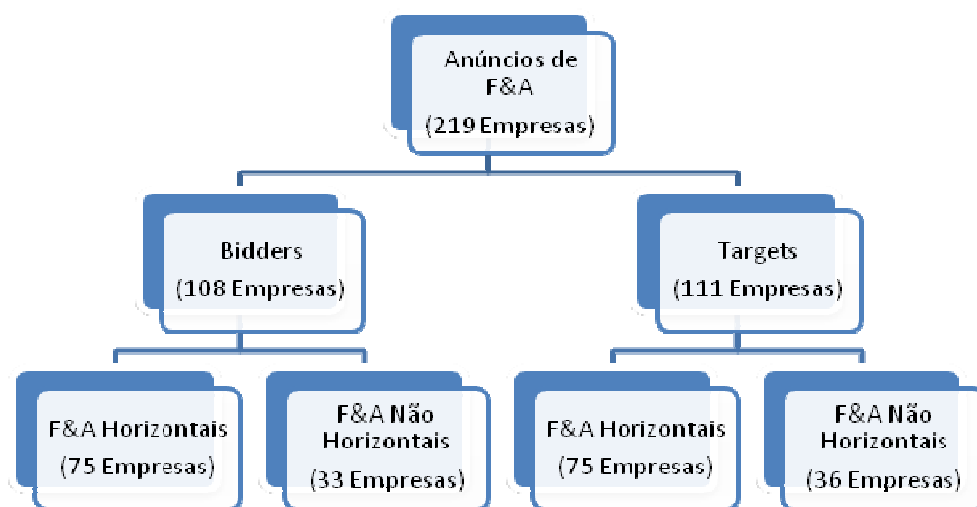 Anúncios de
F&A
(219 Empresas)
Bidders
(108 Empresas)
Targets
(111 Empresas)
F&A Horizontais
(75 Empresas)
F&A Não
Horizontais
(33 Empresas)
F&A Horizontais
(75 Empresas)
F&A Não
Horizontais
(36 Empresas)